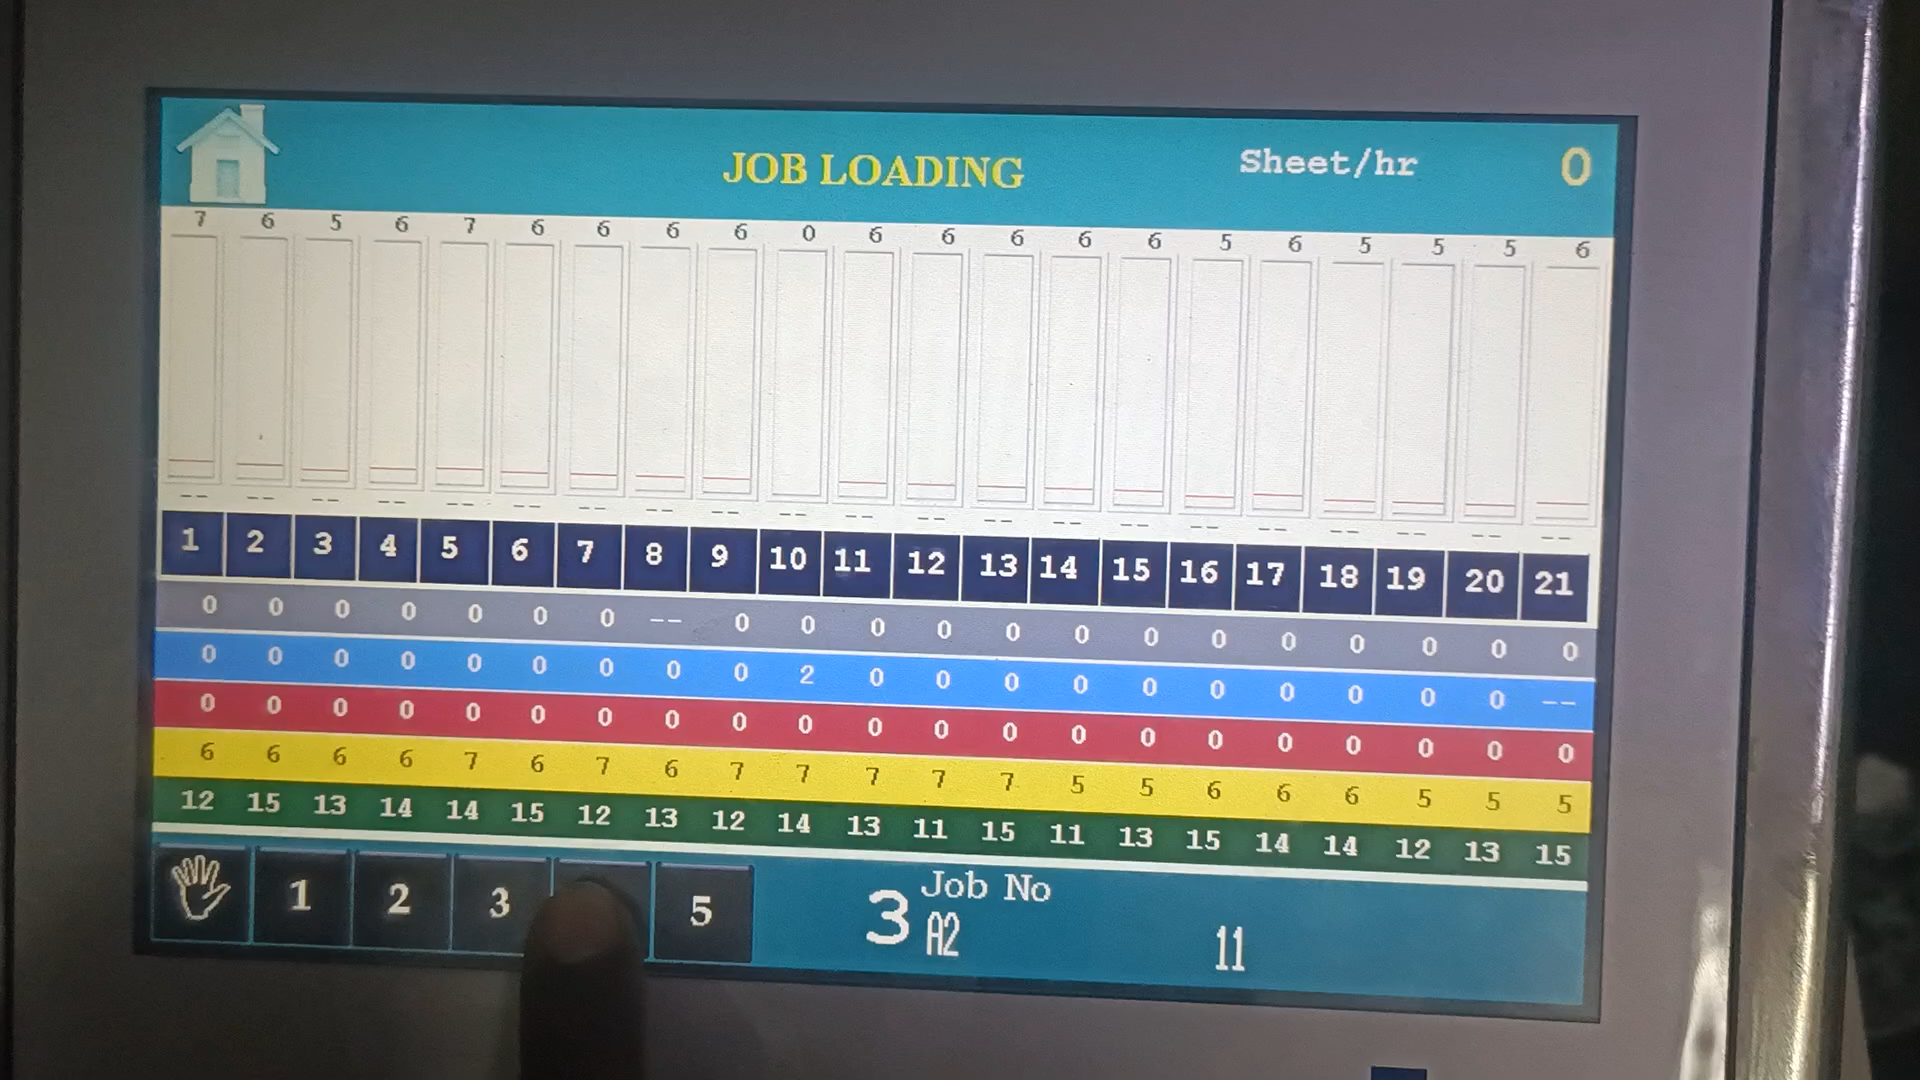 JOB LOADING Sheet/hr 0
7 6 5 6 7 6 6 6 6 0 6 6 6 6 6 5 6 5 5 5 6
-- -- -- -- -- -- -- -- -- -- -- -- -- -- -- -- -- -- -- -- --
1 2 3 4 5 6 7 8 9 10 11 12 13 14 15 16 17 18 19 20 21
0 0 0 0 0 0 0 -- 0 0 0 0 0 0 0 0 0 0 0 0 0
0 0 0 0 0 0 0 0 0 2 0 0 0 0 0 0 0 0 0 0 --
0 0 0 0 0 0 0 0 0 0 0 0 0 0 0 0 0 0 0 0 0
6 6 6 6 7 6 7 6 7 7 7 7 7 5 5 6 6 6 5 5 5
12 15 13 14 14 15 12 13 12 14 13 11 15 11 13 15 14 14 12 13 15
1 2 3 5 3 Job No
A2 11